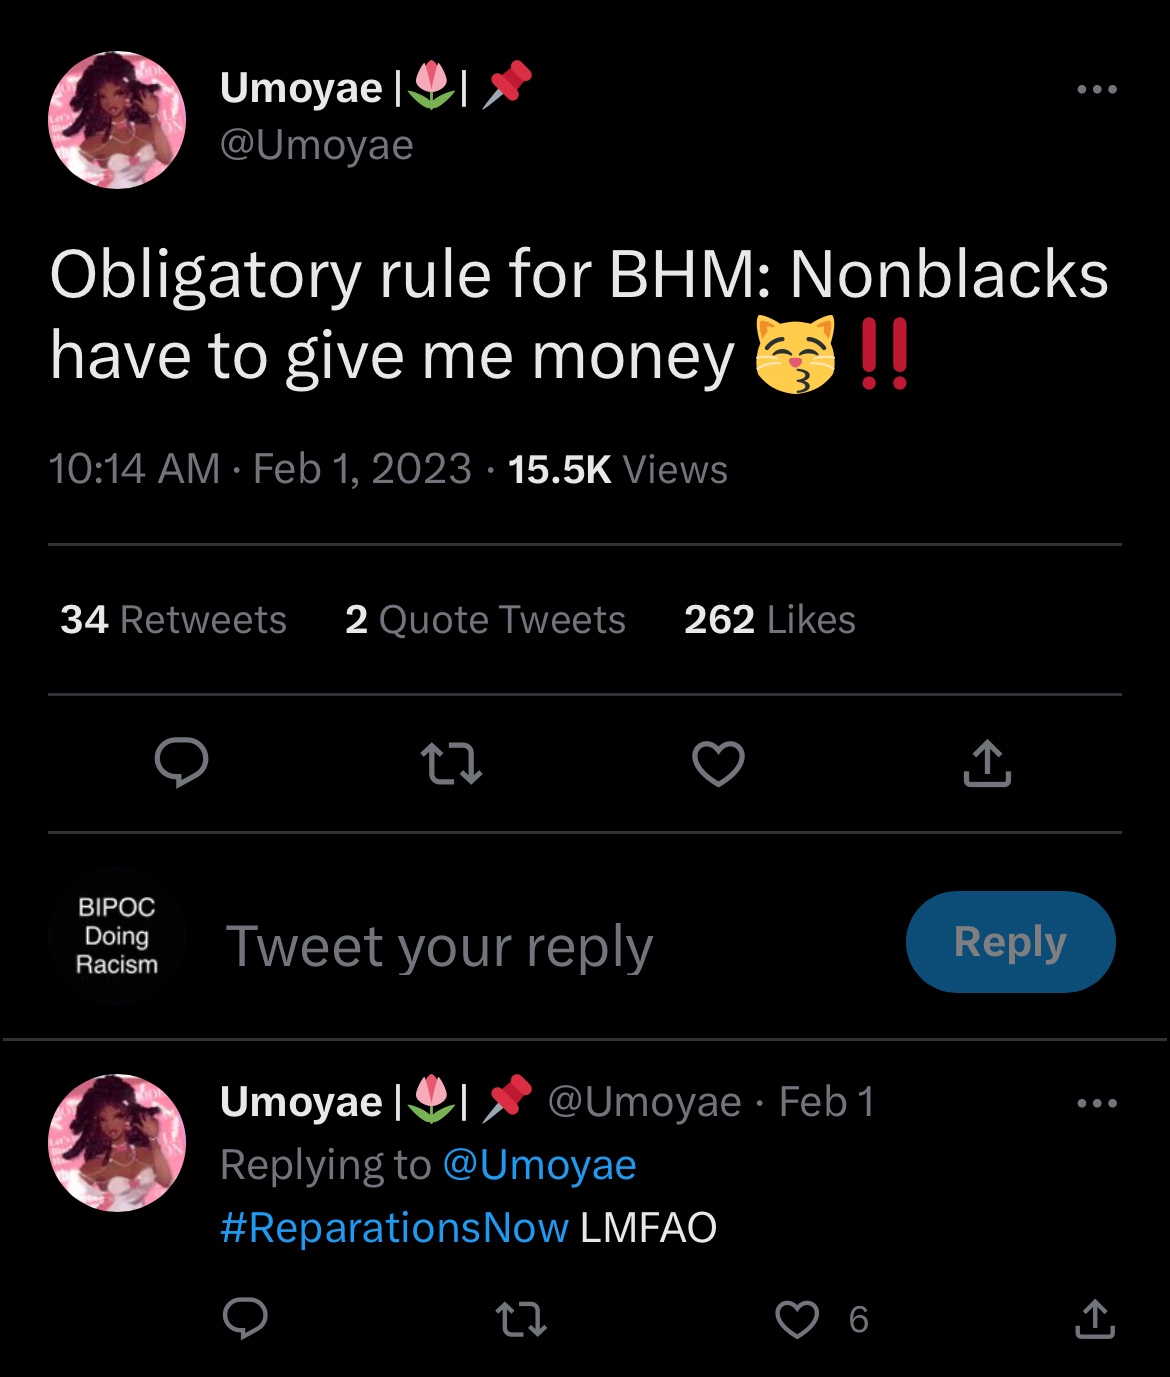 Umoyae |🌷| 📌
@Umoyae
Obligatory rule for BHM: Nonblacks
have to give me money 😽‼️
10:14 AM · Feb 1, 2023 · 15.5K Views
34 Retweets 2 Quote Tweets 262 Likes
BIPOC
Doing
Racism
Tweet your reply
Reply
Umoyae |🌷| 📌 @Umoyae · Feb 1
Replying to @Umoyae
#ReparationsNow LMFAO
6